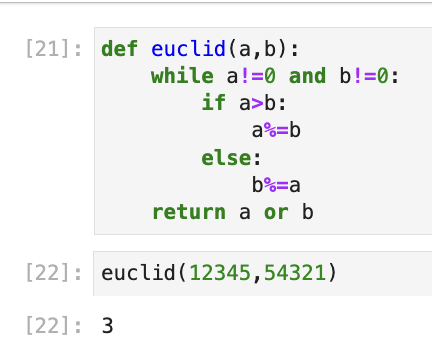 [21]: def euclid(a,b):
    while a!=0 and b!=0:
        if a>b:
            a%=b
        else:
            b%=a
    return a or b
[22]: euclid(12345,54321)
[22]: 3